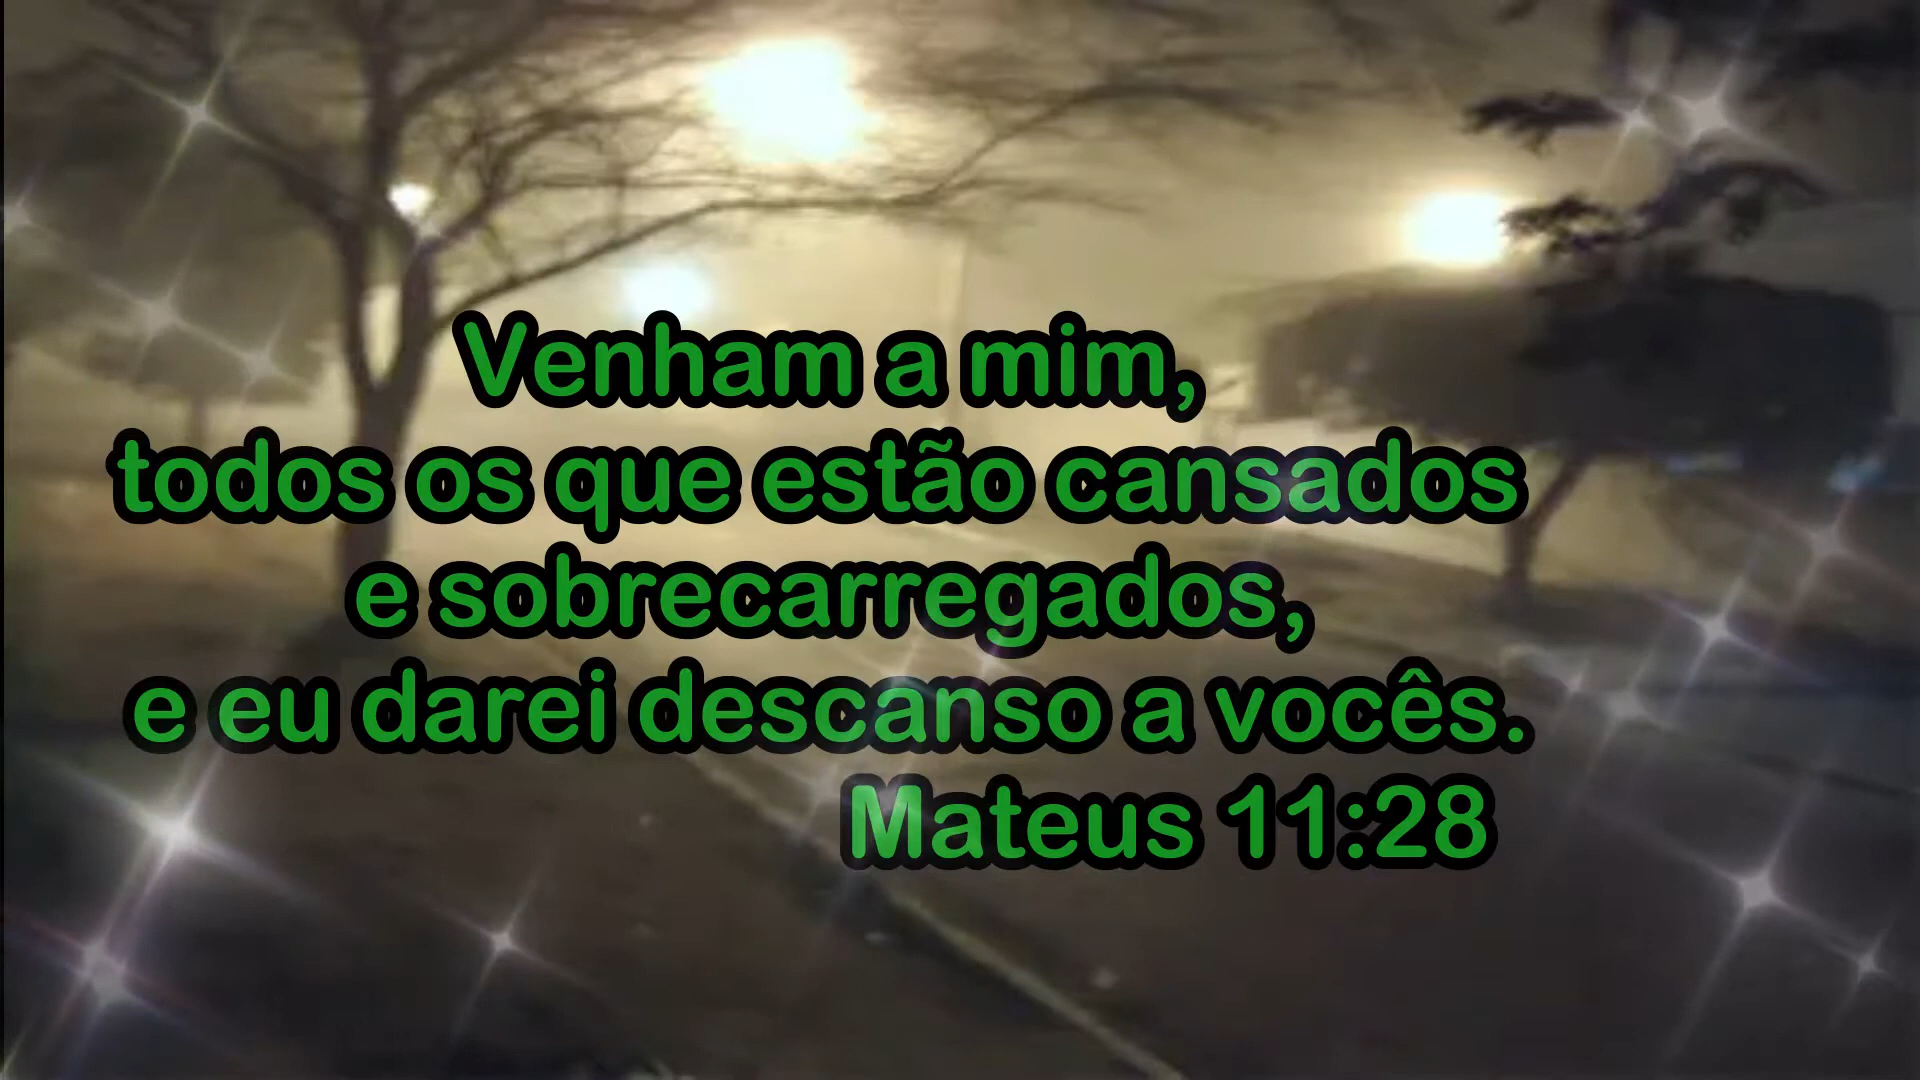 Venham a mim,
todos os que estão cansados
e sobrecarregados,
e eu darei descanso a vocês.
Mateus 11:28